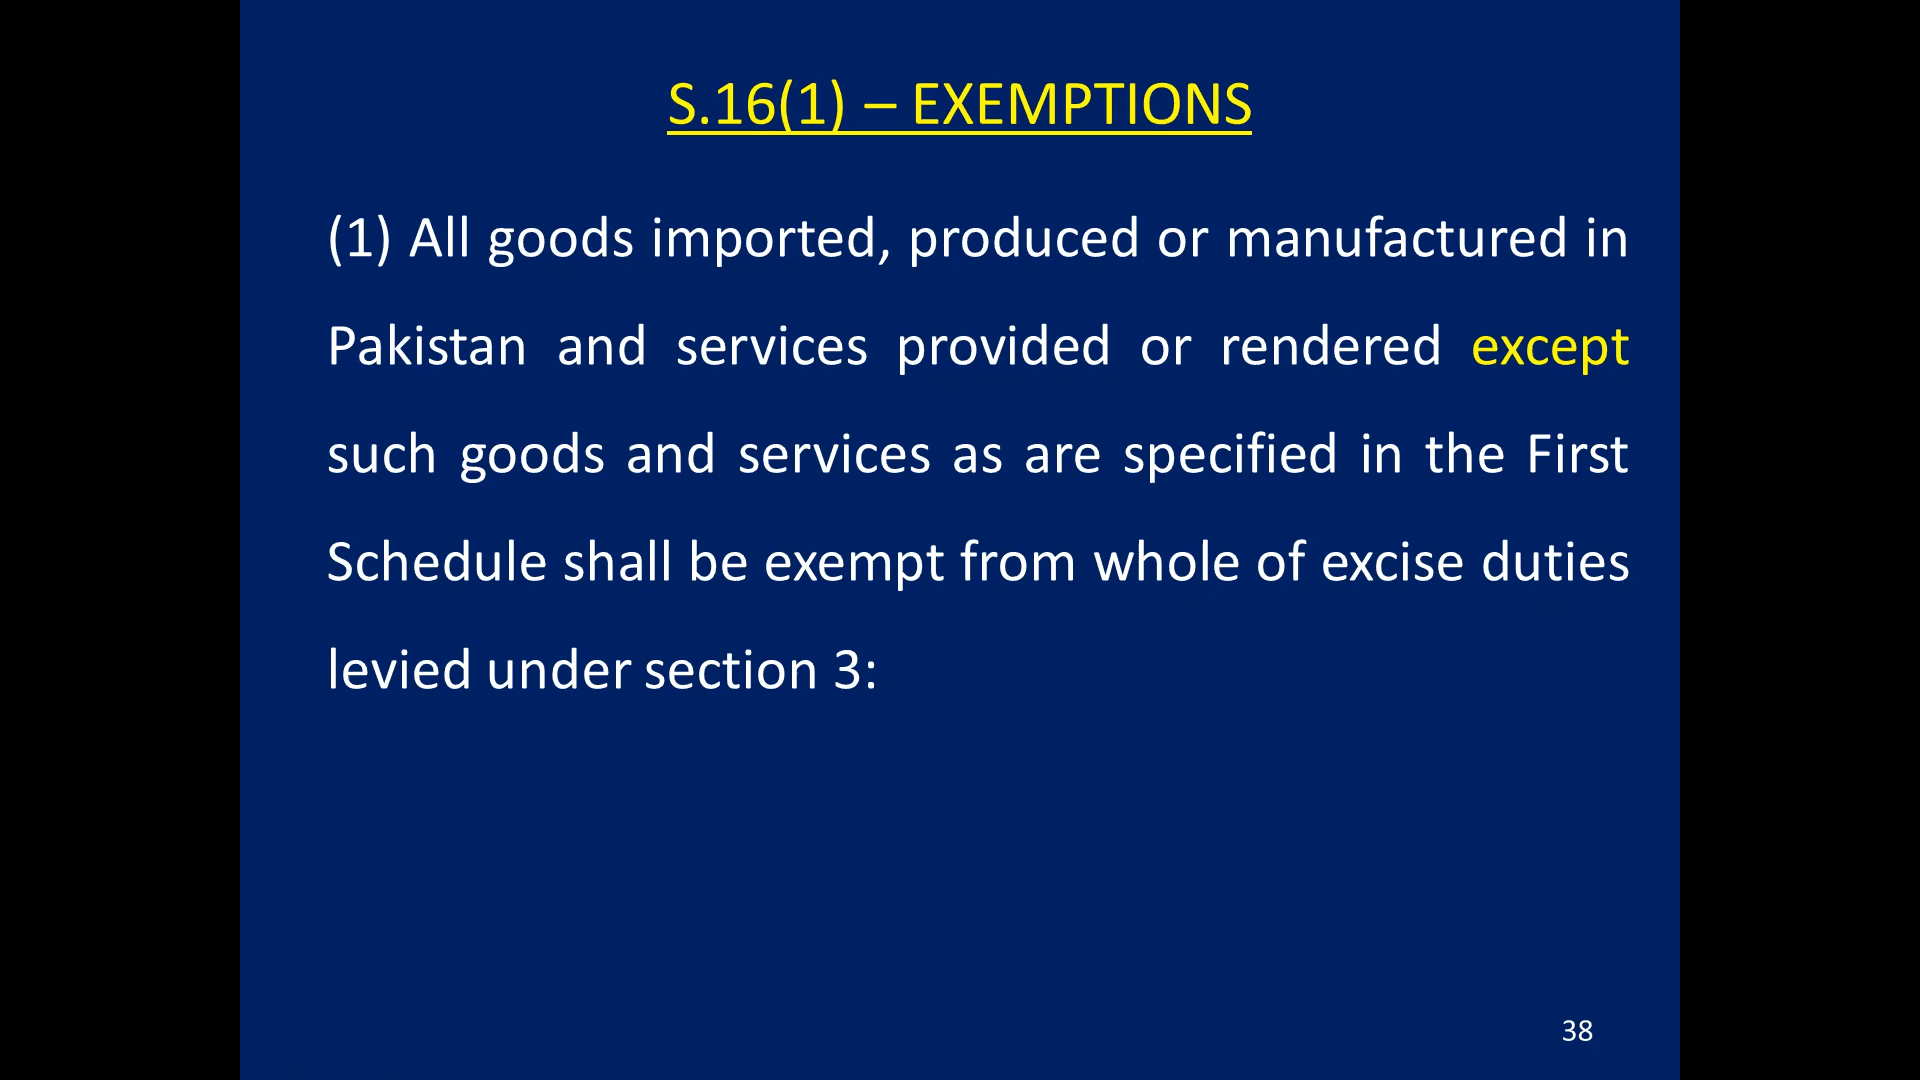 S.16(1) – EXEMPTIONS
(1) All goods imported, produced or manufactured in
Pakistan and services provided or rendered except
such goods and services as are specified in the First
Schedule shall be exempt from whole of excise duties
levied under section 3:
38